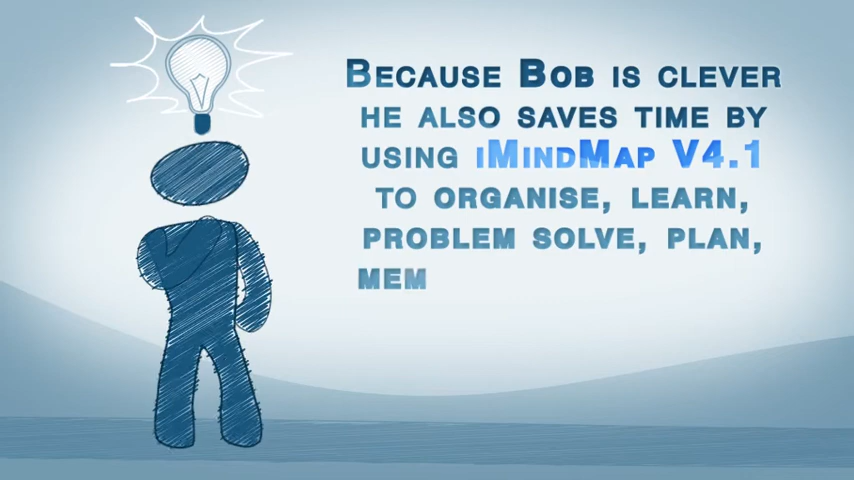 Because Bob is clever
he also saves time by
using iMindMap V4.1
to organise, learn,
problem solve, plan,
mem